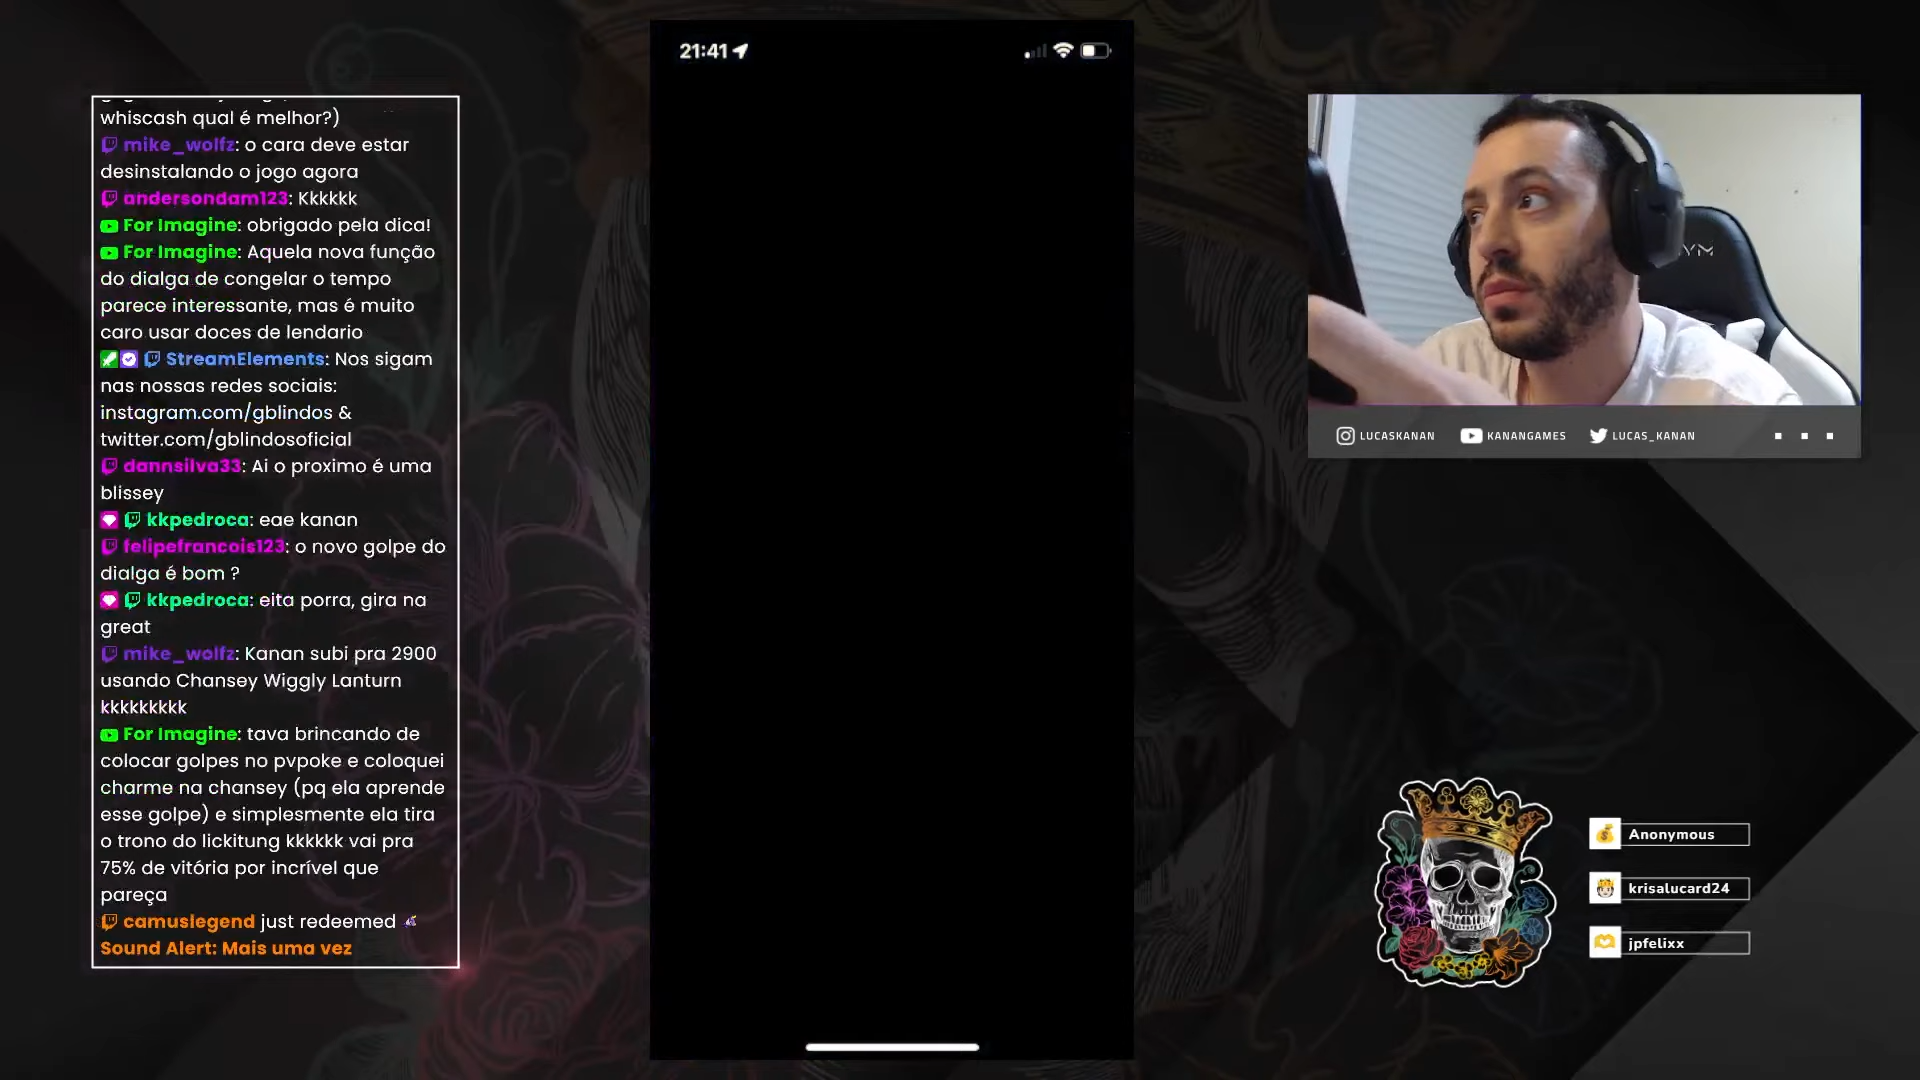 21:41
whiscash qual é melhor?)
mike_wolfz: o cara deve estar
desinstalando o jogo agora
andersondam123: Kkkkkk
For Imagine: obrigado pela dica!
For Imagine: Aquela nova função
do dialga de congelar o tempo
parece interessante, mas é muito
caro usar doces de lendario
StreamElements: Nos sigam
nas nossas redes sociais:
instagram.com/gblindos &
twitter.com/gblindosoficial
dannsilva33: Ai o proximo é uma
blissey
kkpedroca: eae kanan
felipefrancois123: o novo golpe do
dialga é bom ?
kkpedroca: eita porra, gira na
great
mike_wolfz: Kanan subi pra 2900
usando Chansey Wiggly Lanturn
kkkkkkkkk
For Imagine: tava brincando de
colocar golpes no pvpoke e coloquei
charme na chansey (pq ela aprende
esse golpe) e simplesmente ela tira
o trono do lickitung kkkkkk vai pra
75% de vitória por incrível que
pareça
camuslegend just redeemed
Sound Alert: Mais uma vez
LUCASKANAN KANANGAMES LUCAS_KANAN
Anonymous
krisalucard24
jpfelixx